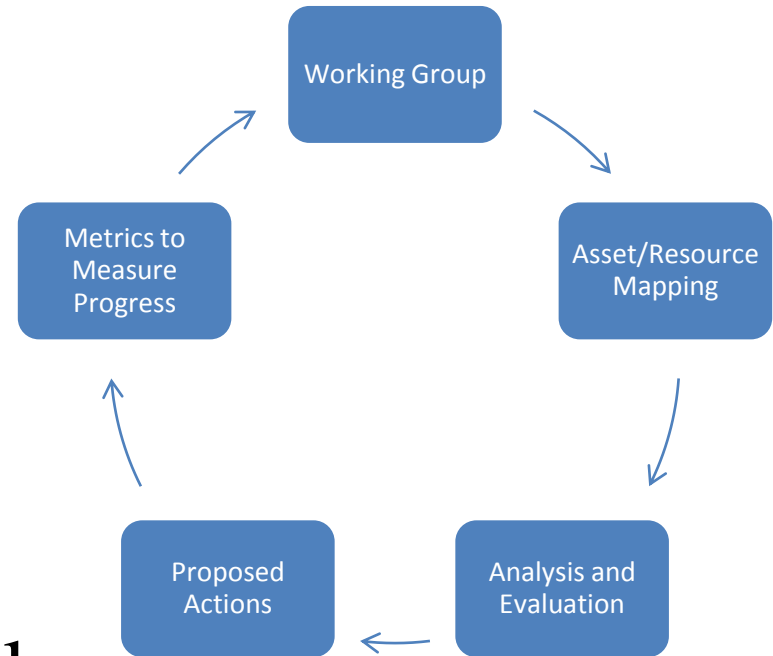 Working Group
Asset/Resource
Mapping
Analysis and
Evaluation
Proposed
Actions
Metrics to
Measure
Progress